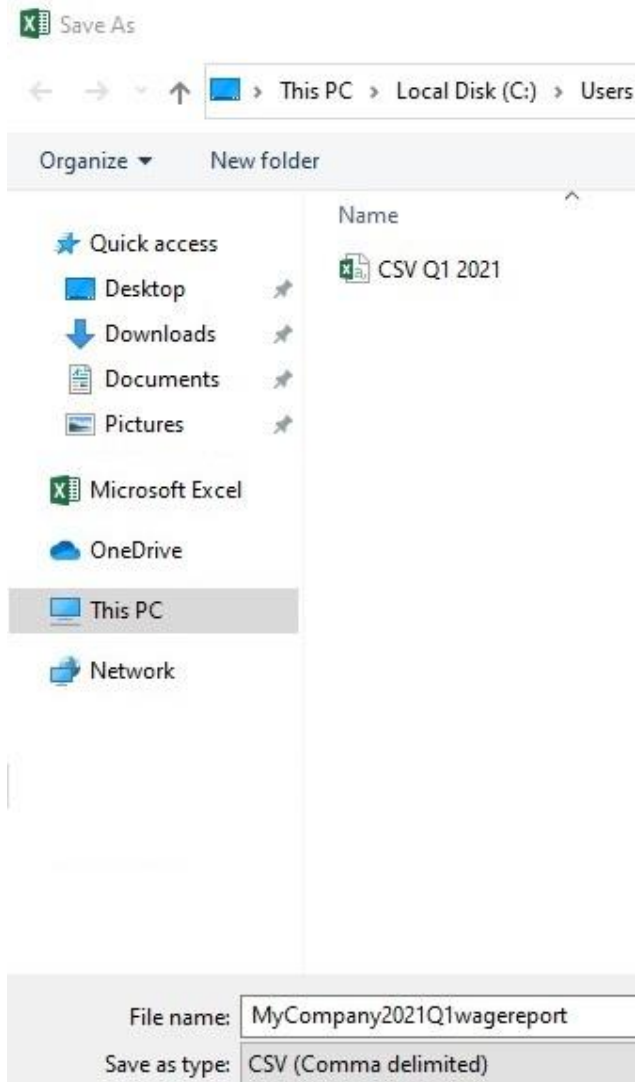 Save As
This PC > Local Disk (C:) > Users
Organize
New folder
Name
Quick access
CSV Q1 2021
Desktop
Downloads
Documents
Pictures
Microsoft Excel
OneDrive
This PC
Network
File name: MyCompany2021Q1wagereport
Save as type: CSV (Comma delimited)